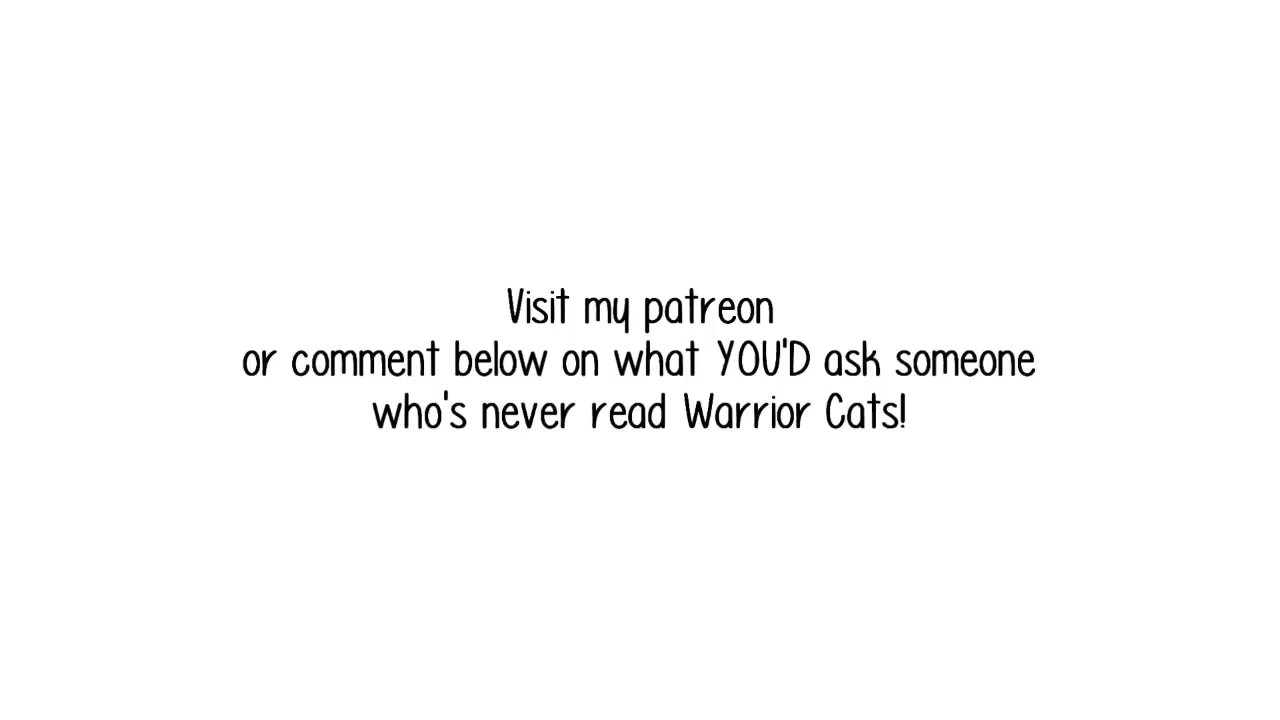 Visit my patreon
or comment below on what YOU'D ask someone
who's never read Warrior Cats!